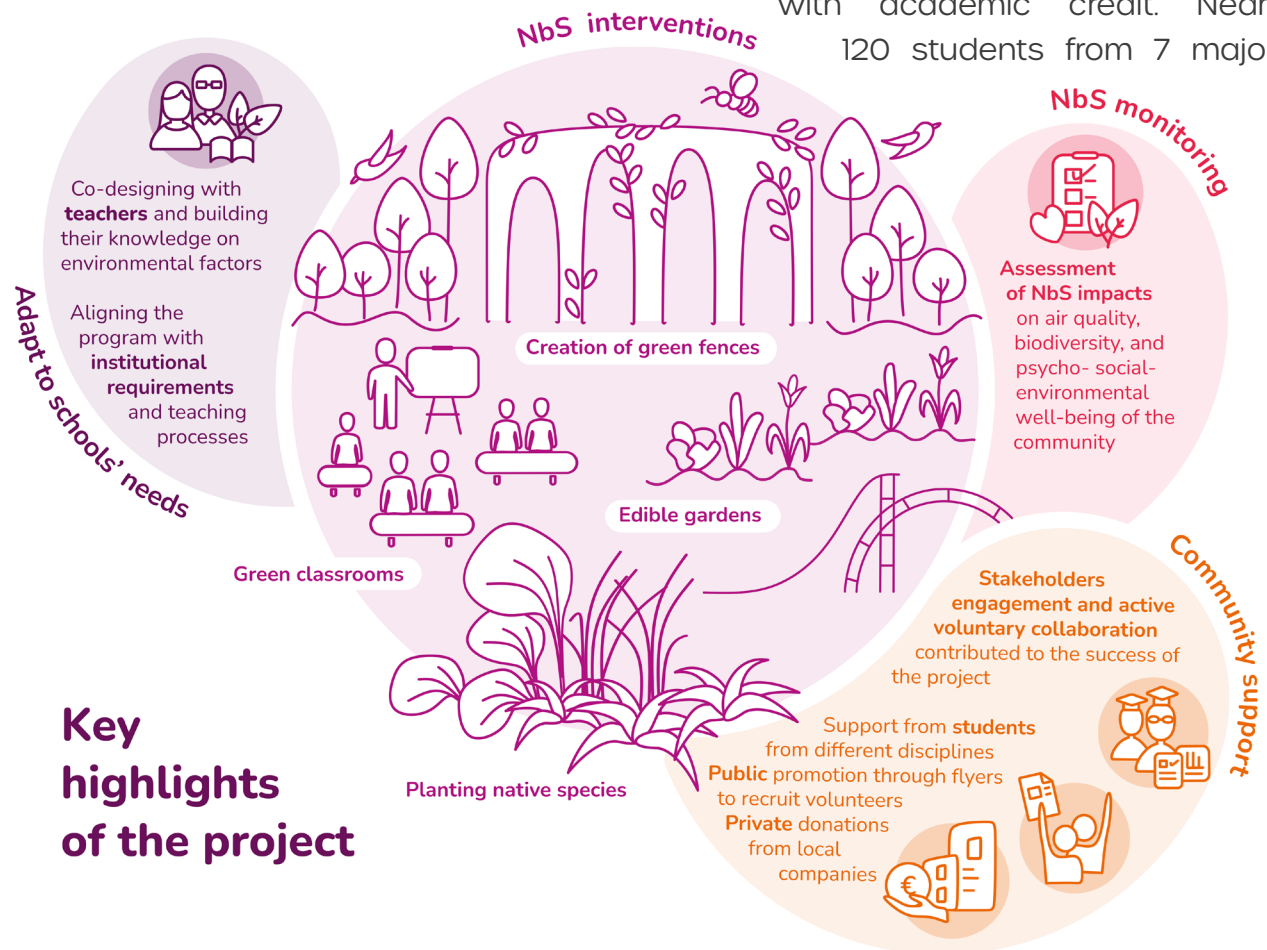 with academic credit. Near
120 students from 7 majo
NbS interventions
Adapt to schools' needs
Co-designing with
teachers and building
their knowledge on
environmental factors
Aligning the
program with
institutional
requirements
and teaching
processes
Creation of green fences
Edible gardens
Green classrooms
Planting native species
NbS monitoring
Assessment
of NbS impacts
on air quality,
biodiversity, and
psycho- social-
environmental
well-being of the
community
Community support
Stakeholders
engagement and active
voluntary collaboration
contributed to the success of
the project
Support from students
from different disciplines
Public promotion through flyers
to recruit volunteers
Private donations
from local
companies
€
Key
highlights
of the project